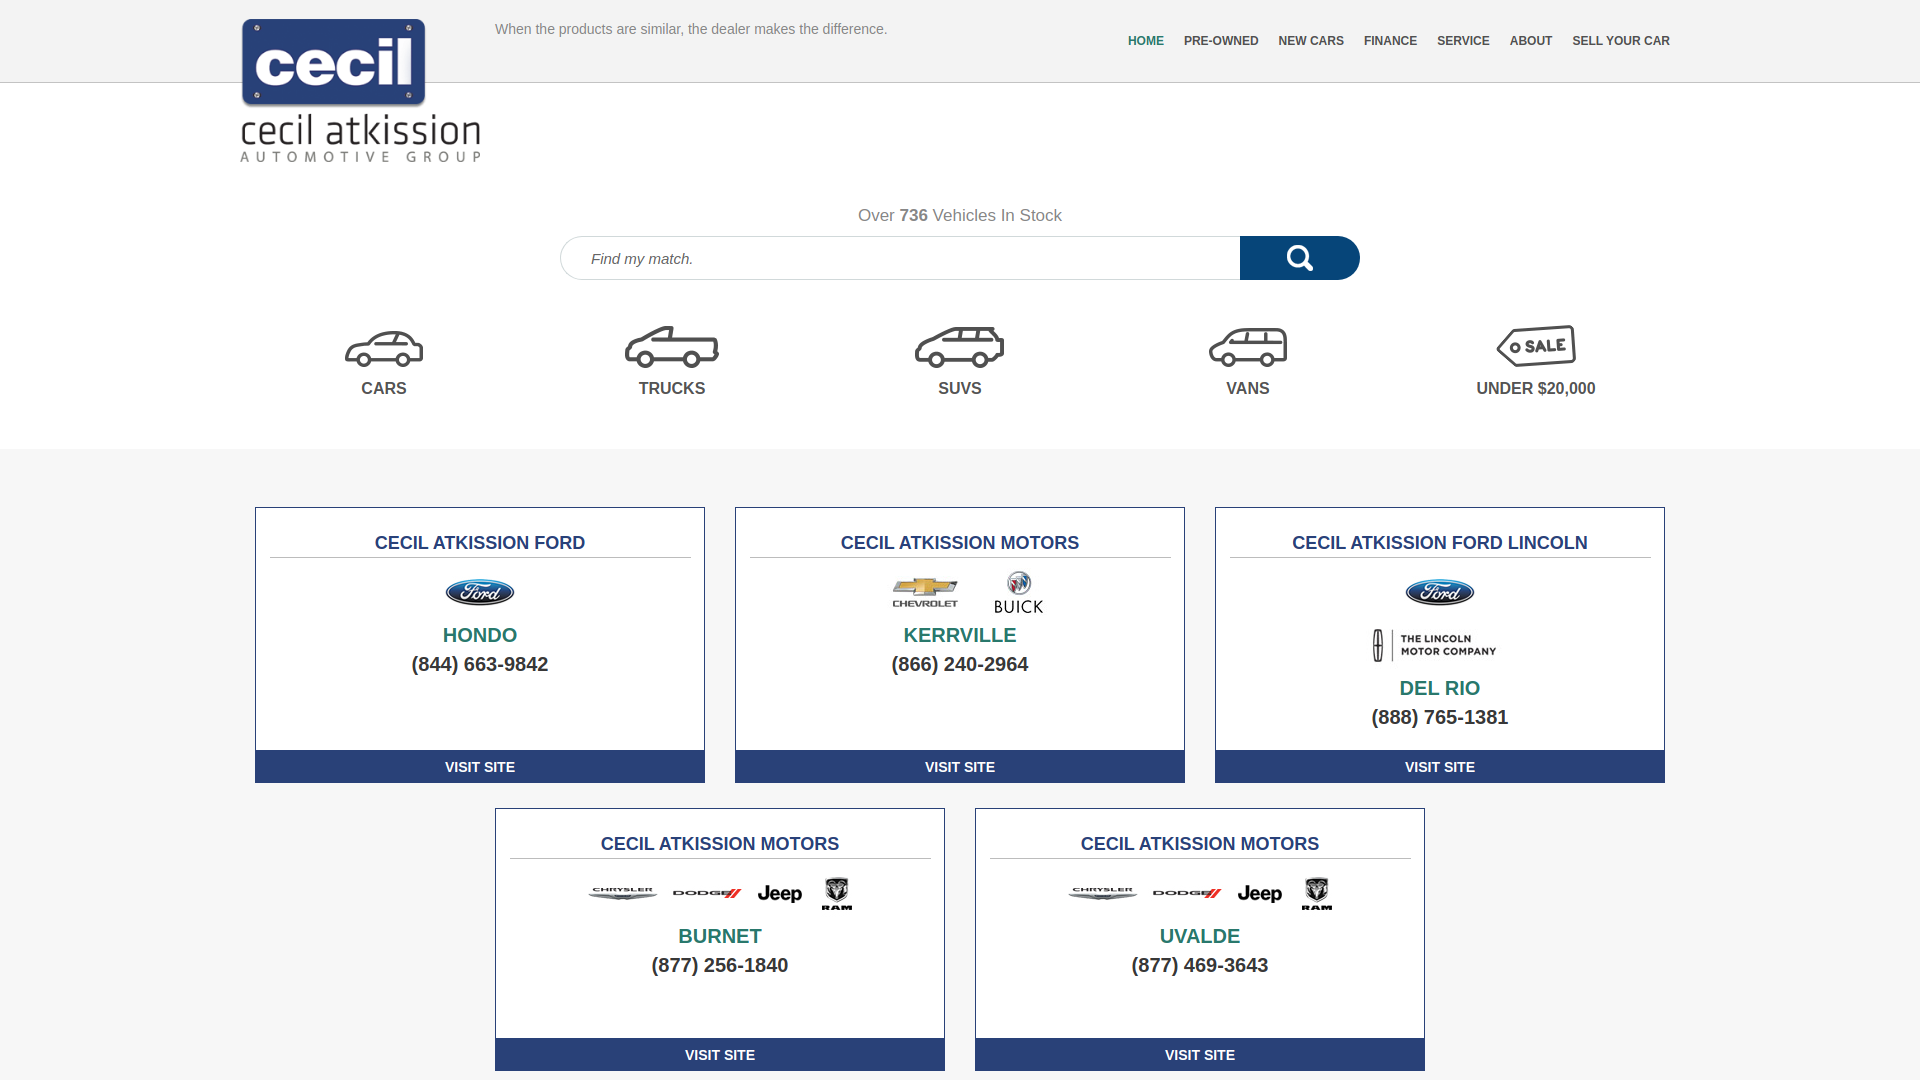 cecil
cecil atkission
AUTOMOTIVE GROUP
When the products are similar, the dealer makes the difference.
HOME PRE-OWNED NEW CARS FINANCE SERVICE ABOUT SELL YOUR CAR
Over 736 Vehicles In Stock
Find my match.
SALE
CARS TRUCKS SUVS VANS UNDER $20,000
CECIL ATKISSION FORD
Ford
HONDO
(844) 663-9842
VISIT SITE
CECIL ATKISSION MOTORS
CHEVROLET BUICK
KERRVILLE
(866) 240-2964
VISIT SITE
CECIL ATKISSION FORD LINCOLN
Ford
THE LINCOLN
MOTOR COMPANY
DEL RIO
(888) 765-1381
VISIT SITE
CECIL ATKISSION MOTORS
CHRYSLER DODGE Jeep RAM
BURNET
(877) 256-1840
VISIT SITE
CECIL ATKISSION MOTORS
CHRYSLER DODGE Jeep RAM
UVALDE
(877) 469-3643
VISIT SITE